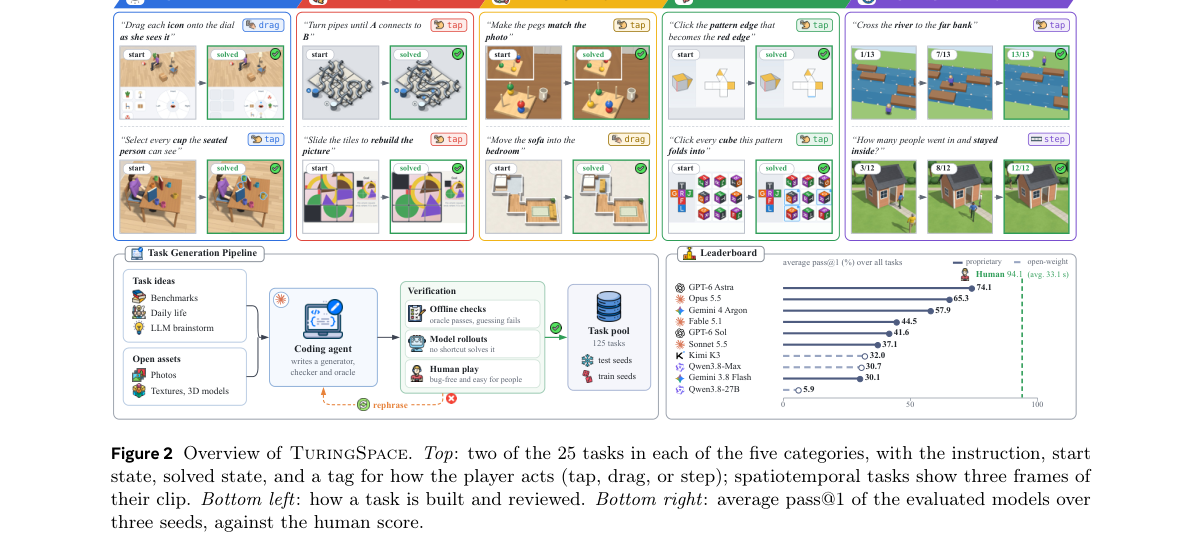 "Drag each icon onto the dial as she sees it"
drag
start
solved
"Turn pipes until A connects to B"
tap
start
solved
"Make the pegs match the photo"
tap
start
solved
"Click the pattern edge that becomes the red edge"
tap
start
solved
"Cross the river to the far bank"
tap
1/13
7/13
13/13
"Select every cup the seated person can see"
tap
start
solved
"Slide the tiles to rebuild the picture"
tap
start
solved
"Move the sofa into the bedroom"
drag
start
solved
"Click every cube this pattern folds into"
tap
start
solved
"How many people went in and stayed inside?"
step
3/12
8/12
12/12
Task Generation Pipeline
Task ideas
Benchmarks
Daily life
LLM brainstorm
Open assets
Photos
Textures, 3D models
Coding agent
writes a generator,
checker and oracle
Verification
Offline checks
oracle passes, guessing fails
Model rollouts
no shortcut solves it
Human play
bug-free and easy for people
rephrase
Task pool
125 tasks
test seeds
train seeds
Leaderboard
average pass@1 (%) over all tasks
proprietary
open-weight
Human 94.1 (avg. 33.1 s)
GPT-6 Astra 74.1
Opus 5.5 65.3
Gemini 4 Argon 57.9
Fable 5.1 44.5
GPT-6 Sol 41.6
Sonnet 5.5 37.1
Kimi K3 32.0
Qwen3.8-Max 30.7
Gemini 3.8 Flash 30.1
Qwen3.8-27B 5.9
0 50 100
Figure 2 Overview of TURINGSPACE. Top: two of the 25 tasks in each of the five categories, with the instruction, start
state, solved state, and a tag for how the player acts (tap, drag, or step); spatiotemporal tasks show three frames of
their clip. Bottom left: how a task is built and reviewed. Bottom right: average pass@1 of the evaluated models over
three seeds, against the human score.